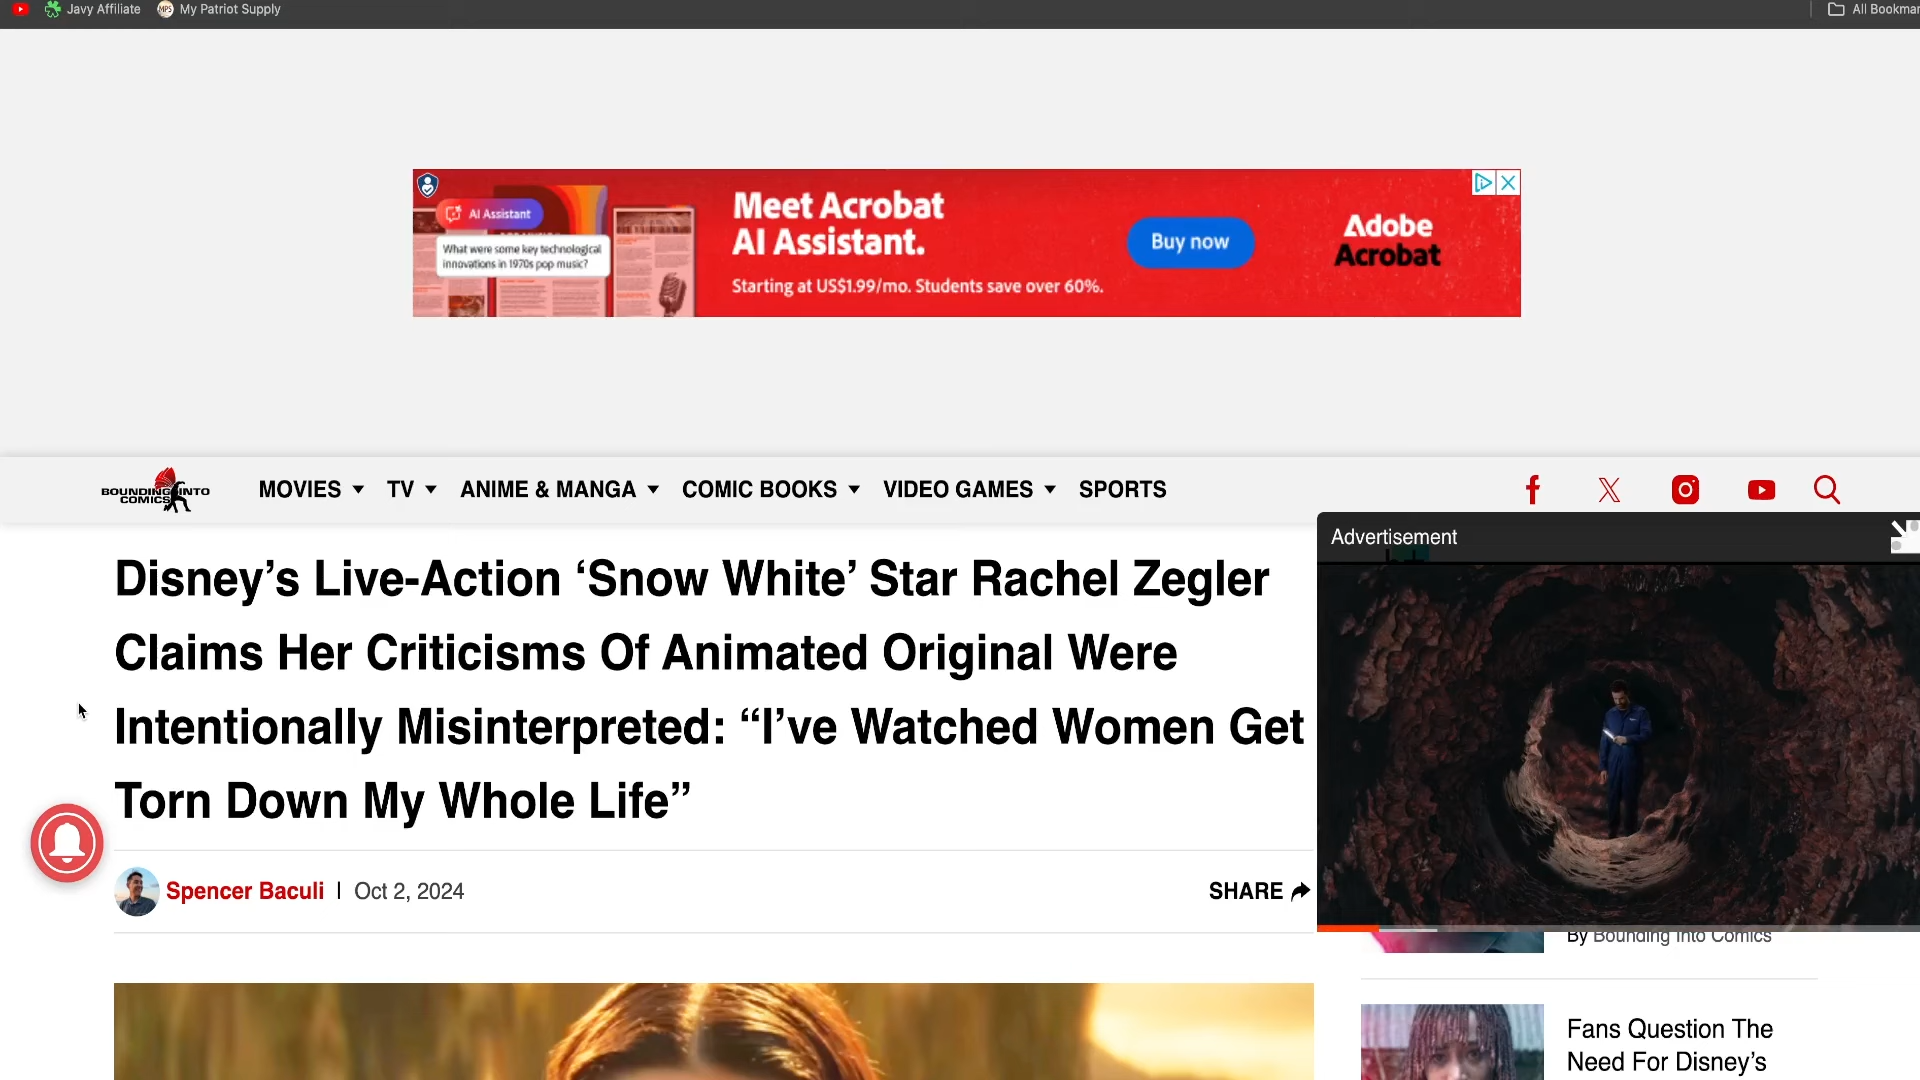 Javy Affiliate
My Patriot Supply
All Bookmar
AI Assistant
What were some key technological
innovations in 1970s pop music?
Meet Acrobat
AI Assistant.
Starting at US$1.99/mo. Students save over 60%.
Buy now
Adobe
Acrobat
BOUNDING INTO
COMICS
MOVIES
TV
ANIME & MANGA
COMIC BOOKS
VIDEO GAMES
SPORTS
Disney’s Live-Action ‘Snow White’ Star Rachel Zegler
Claims Her Criticisms Of Animated Original Were
Intentionally Misinterpreted: “I’ve Watched Women Get
Torn Down My Whole Life”
Spencer Baculi | Oct 2, 2024
SHARE
Advertisement
By Bounding Into Comics
Fans Question The
Need For Disney’s